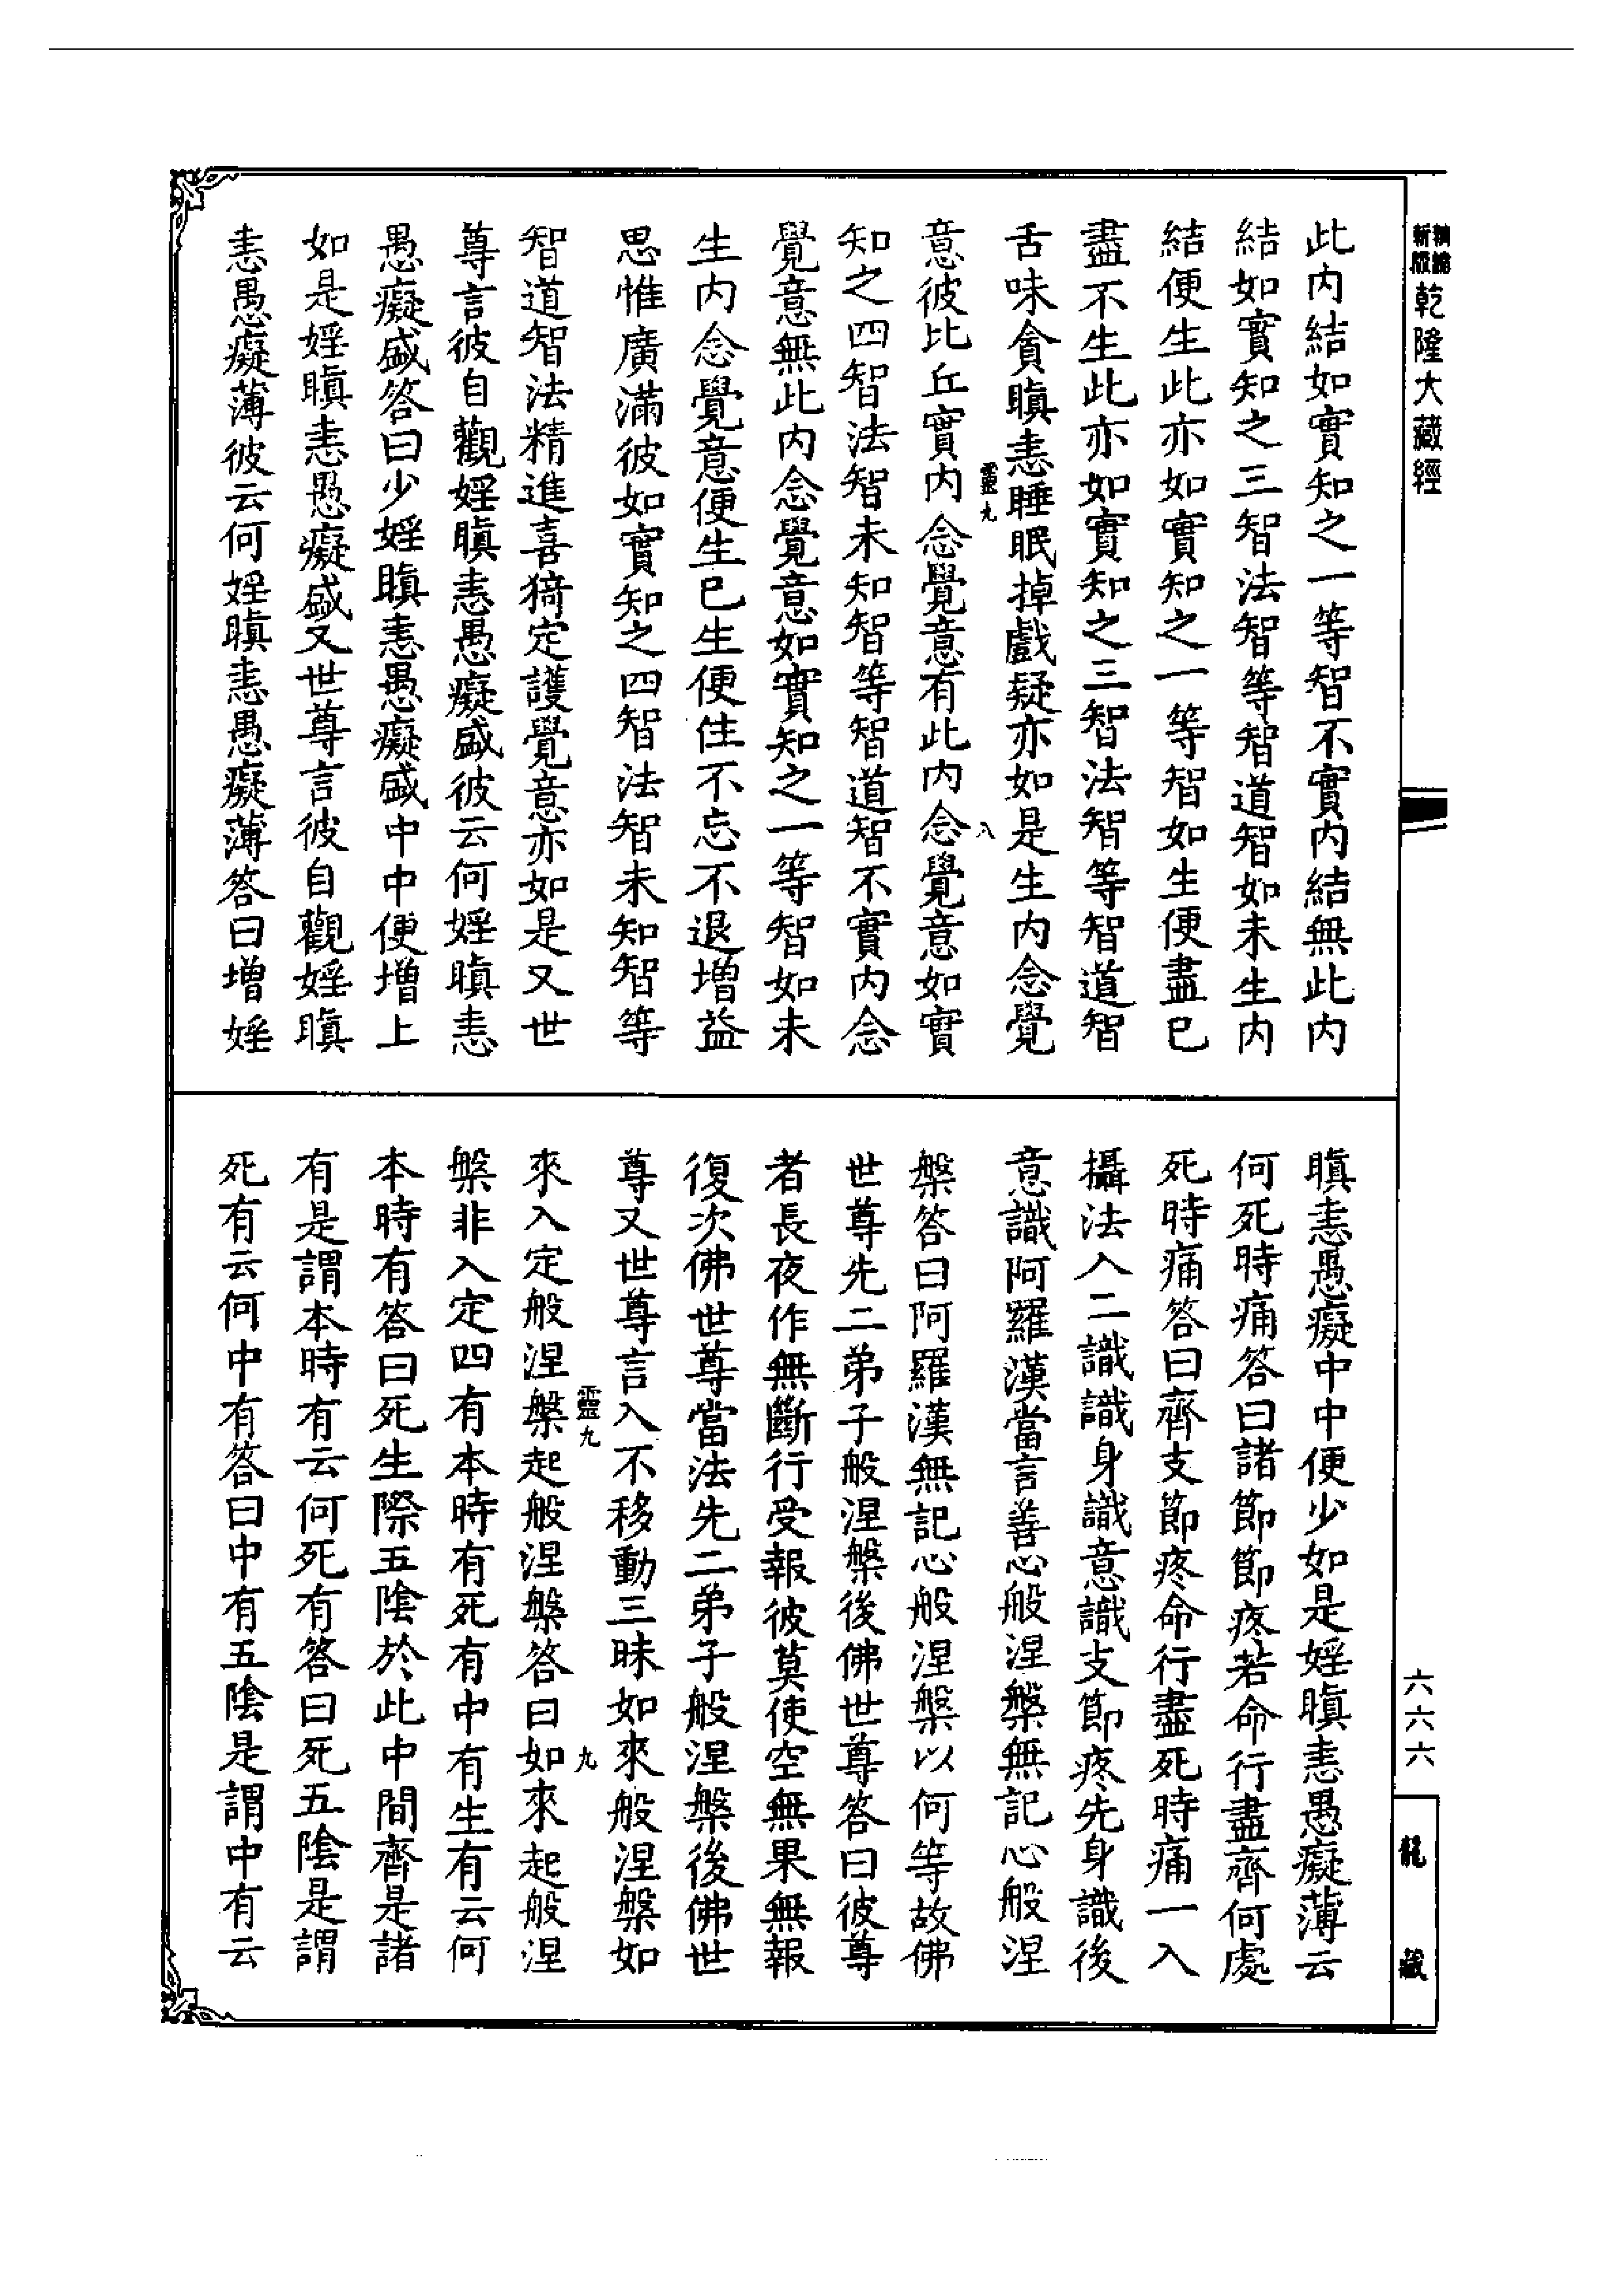 精繪
新版
乾隆大藏經
此内結如實知之一等智不實内結無此内
結如實知之三智法智等智道智如未生内
結便生此亦如實知之一等智如生便盡已
盡不生此亦如實知之三智法智等智道智
舌味貪瞋恚睡眠掉戲疑亦如是生内念覺
靈九
八
意彼比丘實内念覺意有此内念覺意如實
知之四智法智未知智等智道智不實内念
覺意無此内念覺意如實知之一等智如未
生内念覺意便生已生便住不忘不退增益
思惟廣滿彼如實知之四智法智未知智等
智道智法精進喜猗定護覺意亦如是又世
尊言彼自觀婬瞋恚愚癡盛彼云何婬瞋恚
愚癡盛答曰少婬瞋恚愚癡盛中中便增上
如是婬瞋恚愚癡盛又世尊言彼自觀婬瞋
恚愚癡薄彼云何婬瞋恚愚癡薄答曰增婬
瞋恚愚癡中中便少如是婬瞋恚愚癡薄云
何死時痛答曰諸節節疼若命行盡齊何處
死時痛答曰齊支節疼命行盡死時痛一入
攝法入二識識身識意識支節疼先身識後
意識阿羅漢當言善心般涅槃無記心般涅
槃答曰阿羅漢無記心般涅槃以何等故佛
世尊先二弟子般涅槃後佛世尊答曰彼尊
者長夜作無斷行受報彼莫使空無果無報
復次佛世尊當法先二弟子般涅槃後佛世
尊又世尊言入不移動三昧如來般涅槃如
靈九
九
來入定般涅槃起般涅槃答曰如來起般涅
槃非入定四有本時有死有中有生有云何
本時有答曰死生際五陰於此中間齊是諸
有是謂本時有云何死有答曰死五陰是謂
死有云何中有答曰中有五陰是謂中有云
六六六
龍藏